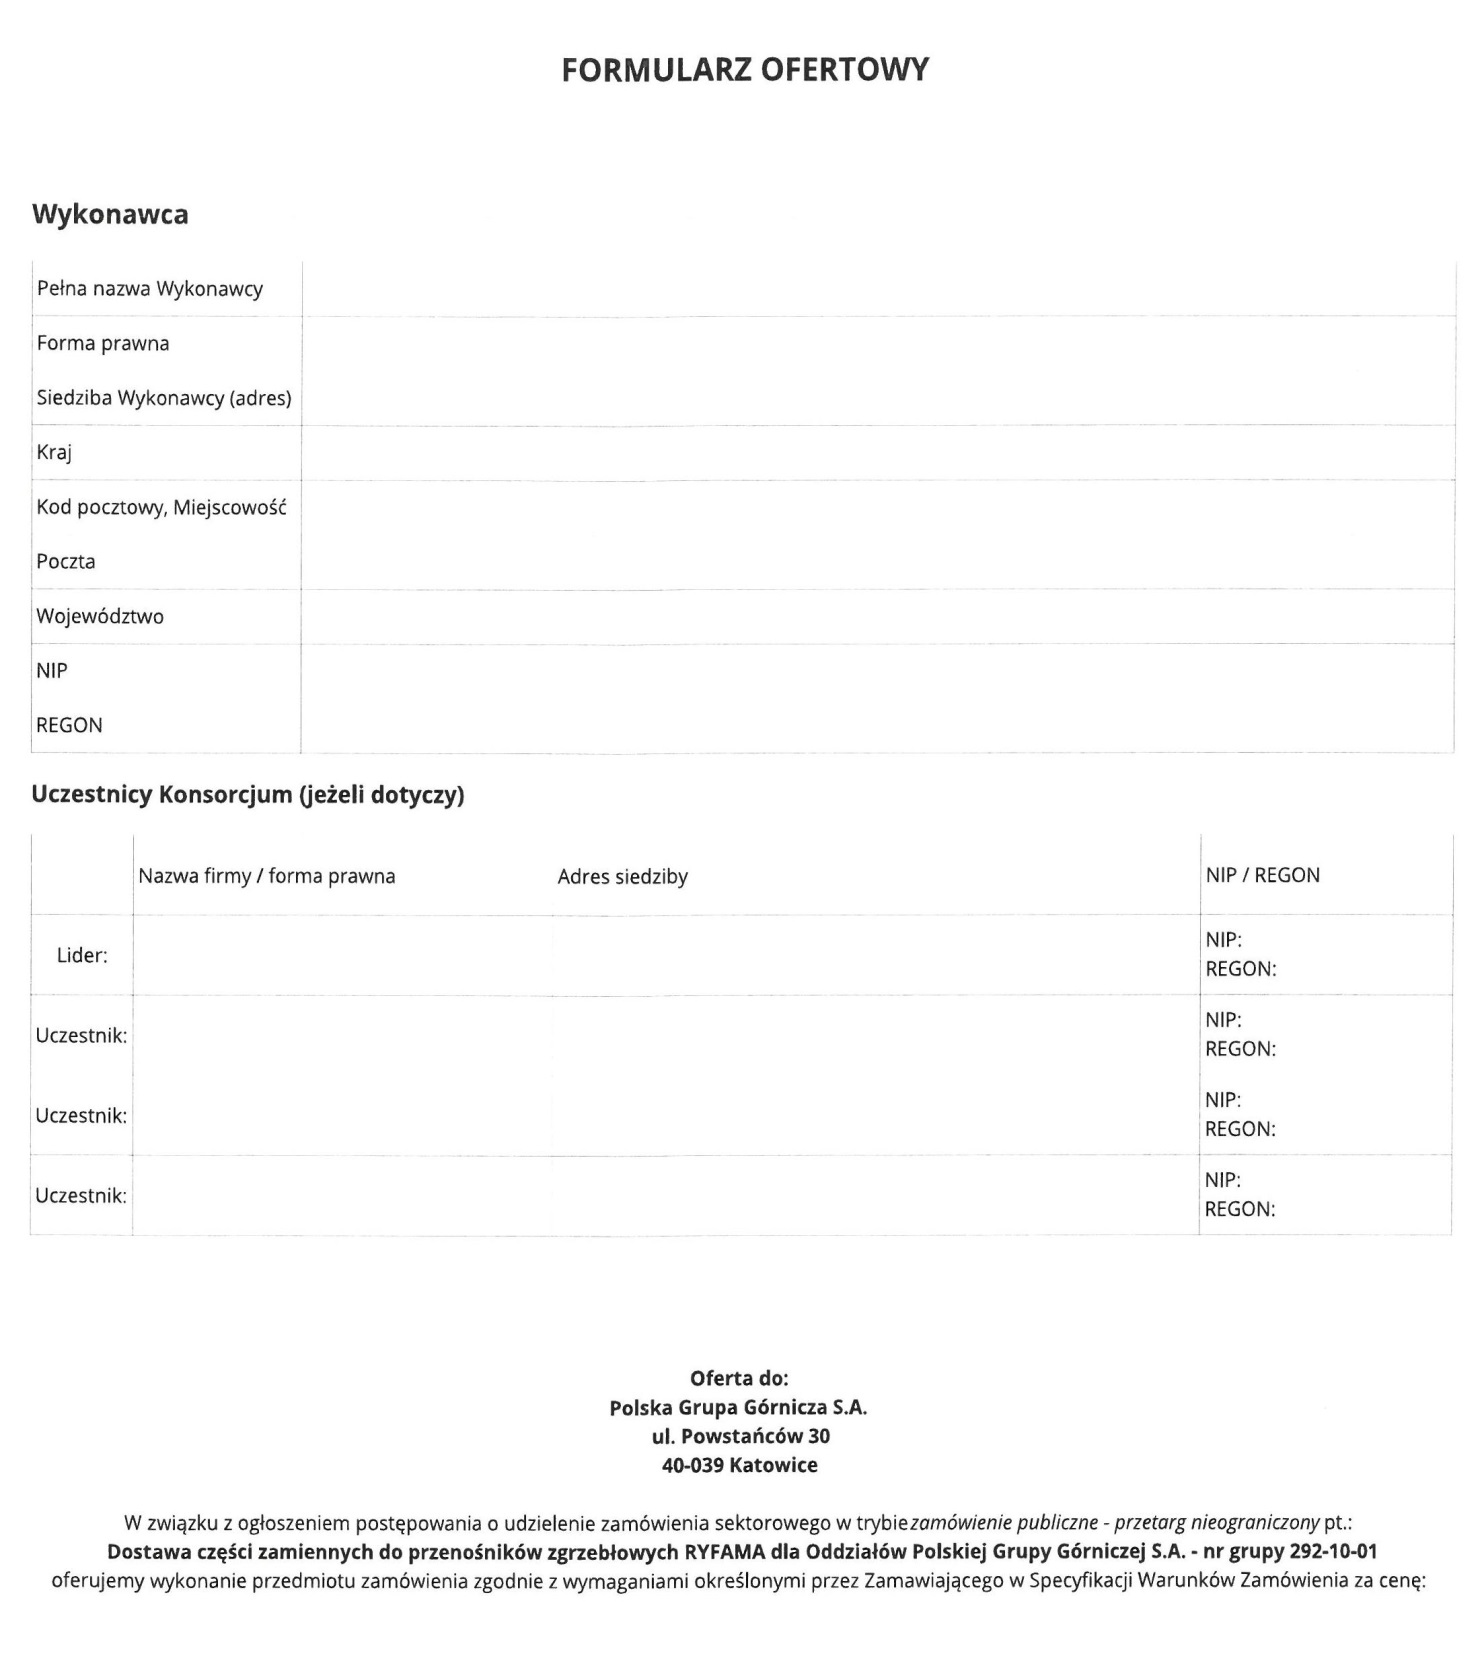 FORMULARZ OFERTOWY
Wykonawca
Pełna nazwa Wykonawcy
Forma prawna
Siedziba Wykonawcy (adres)
Kraj
Kod pocztowy, Miejscowość
Poczta
Województwo
NIP
REGON
Uczestnicy Konsorcjum (jeżeli dotyczy)
Nazwa firmy / forma prawna Adres siedziby NIP / REGON
Lider: NIP:
REGON:
Uczestnik: NIP:
REGON:
Uczestnik: NIP:
REGON:
Uczestnik: NIP:
REGON:
Oferta do:
Polska Grupa Górnicza S.A.
ul. Powstańców 30
40-039 Katowice
W związku z ogłoszeniem postępowania o udzielenie zamówienia sektorowego w trybie zamówienie publiczne - przetarg nieograniczony pt.:
Dostawa części zamiennych do przenośników zgrzebłowych RYFAMA dla Oddziałów Polskiej Grupy Górniczej S.A. - nr grupy 292-10-01
oferujemy wykonanie przedmiotu zamówienia zgodnie z wymaganiami określonymi przez Zamawiającego w Specyfikacji Warunków Zamówienia za cenę: